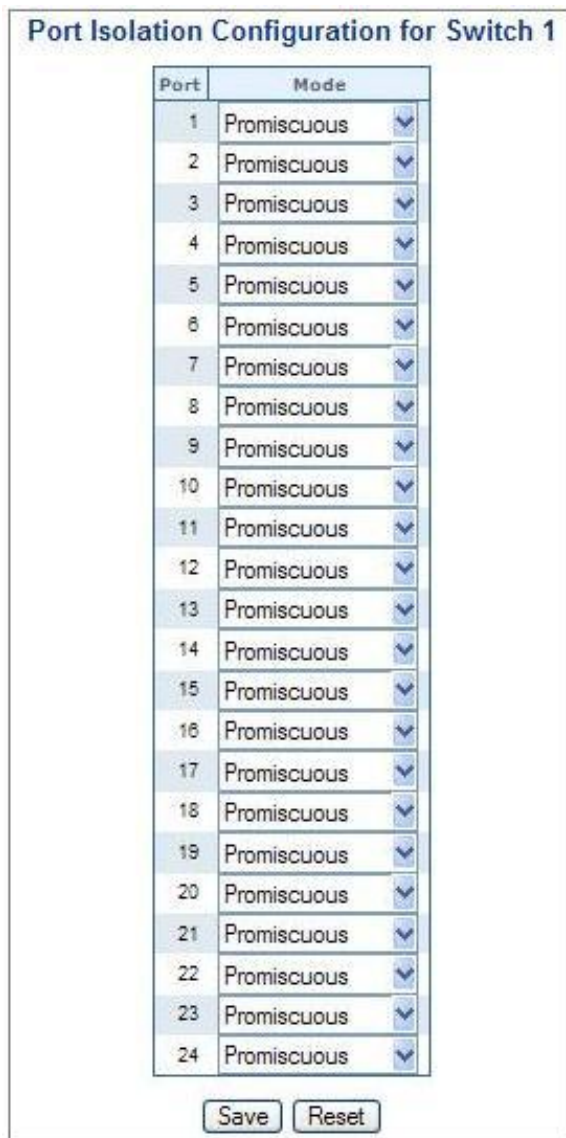 Port Isolation Configuration for Switch 1
Port Mode
1 Promiscuous
2 Promiscuous
3 Promiscuous
4 Promiscuous
5 Promiscuous
6 Promiscuous
7 Promiscuous
8 Promiscuous
9 Promiscuous
10 Promiscuous
11 Promiscuous
12 Promiscuous
13 Promiscuous
14 Promiscuous
15 Promiscuous
16 Promiscuous
17 Promiscuous
18 Promiscuous
19 Promiscuous
20 Promiscuous
21 Promiscuous
22 Promiscuous
23 Promiscuous
24 Promiscuous
Save Reset